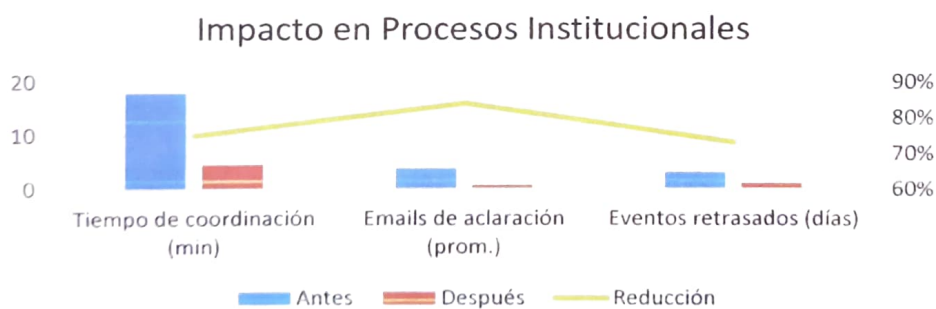 Impacto en Procesos Institucionales
20
10
0
90%
80%
70%
60%
Tiempo de coordinación
(min)
Emails de aclaración
(prom.)
Eventos retrasados (días)
Antes
Después
Reducción